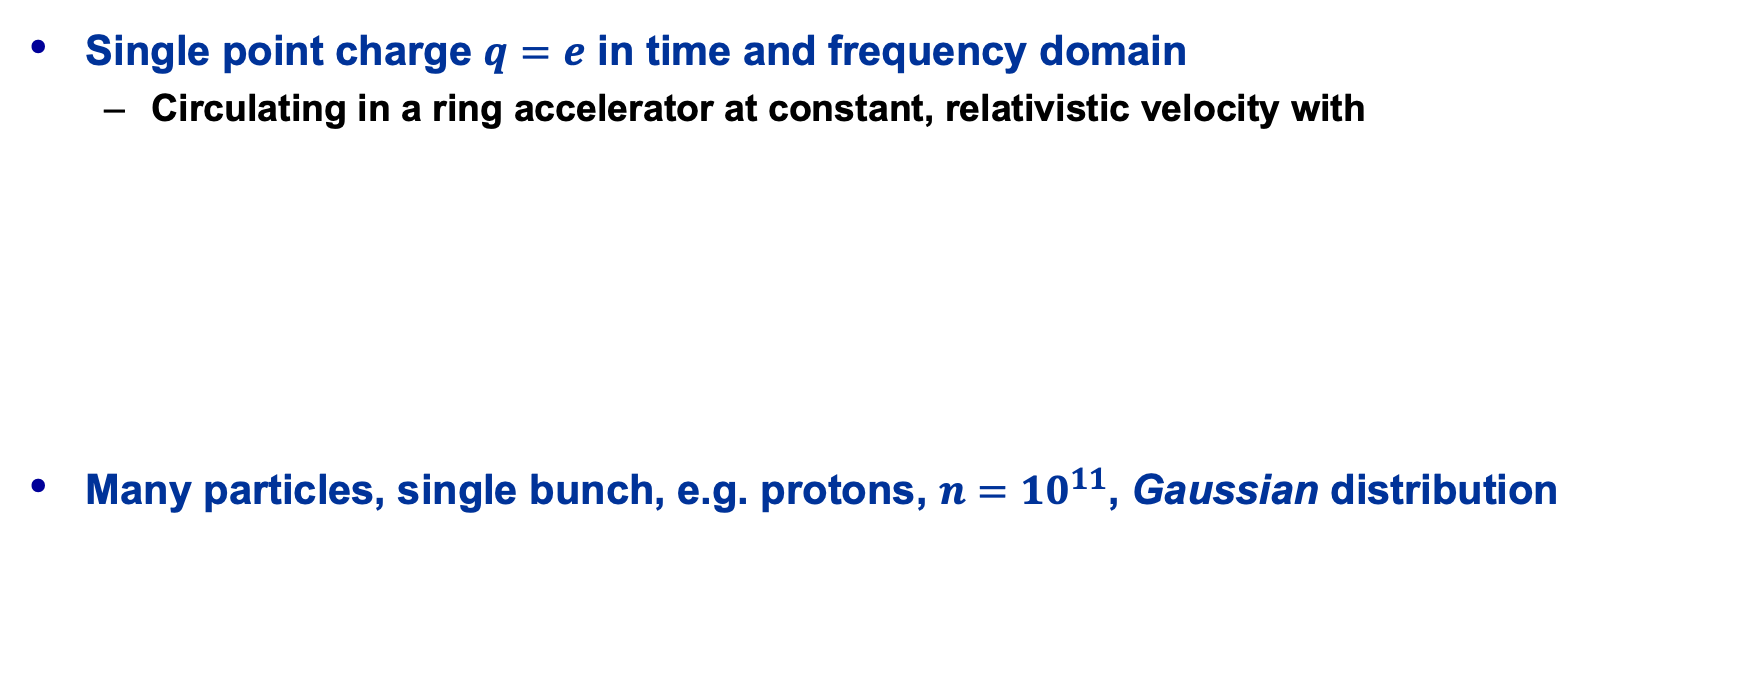 • Single point charge q = e in time and frequency domain
– Circulating in a ring accelerator at constant, relativistic velocity with
• Many particles, single bunch, e.g. protons, n = 10¹¹, Gaussian distribution